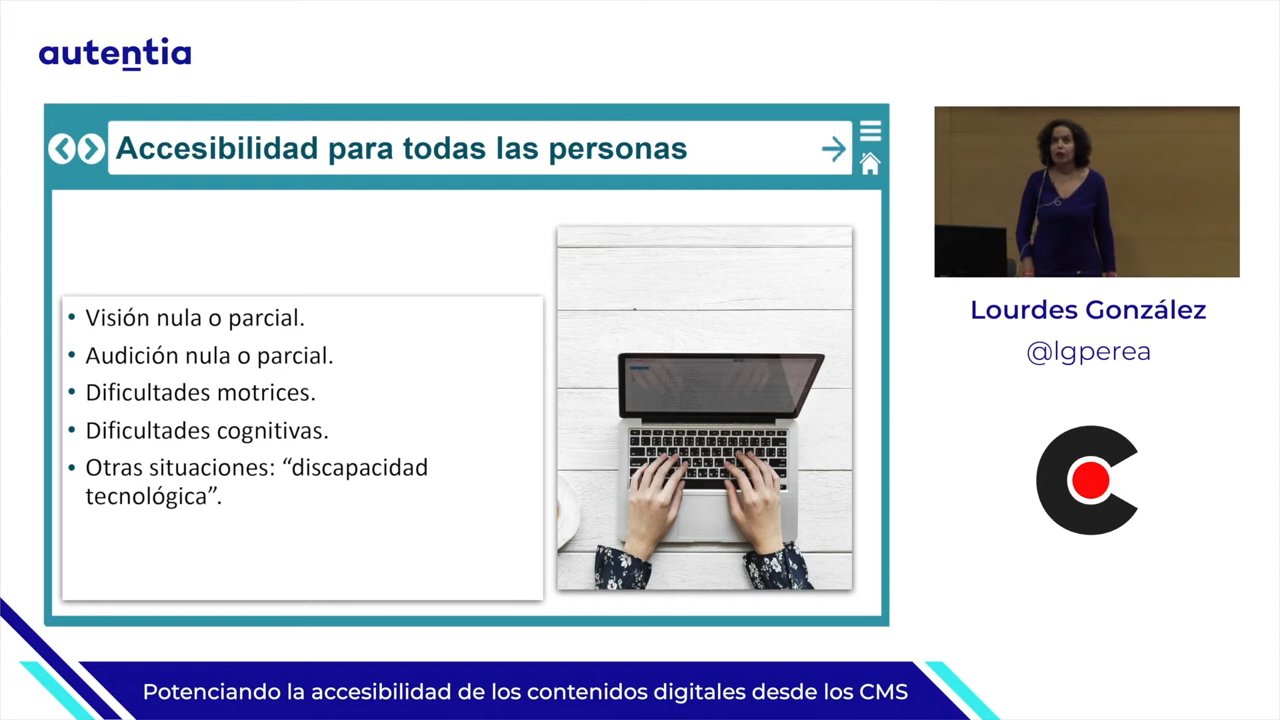 autentia
Accesibilidad para todas las personas
• Visión nula o parcial.
• Audición nula o parcial.
• Dificultades motrices.
• Dificultades cognitivas.
• Otras situaciones: “discapacidad
tecnológica”.
Lourdes González
@lgperea
Potenciando la accesibilidad de los contenidos digitales desde los CMS